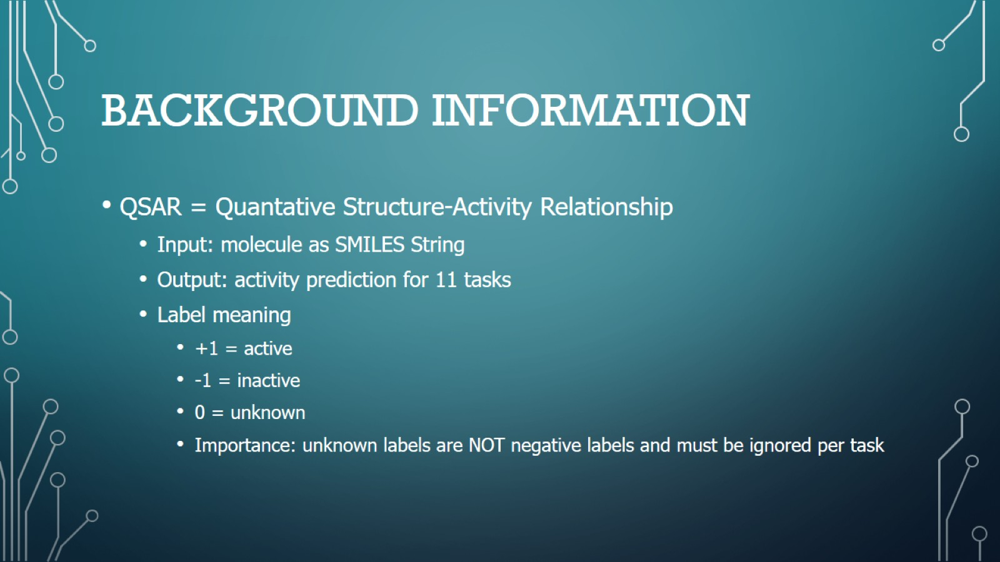 BACKGROUND INFORMATION
• QSAR = Quantative Structure-Activity Relationship
• Input: molecule as SMILES String
• Output: activity prediction for 11 tasks
• Label meaning
• +1 = active
• -1 = inactive
• 0 = unknown
• Importance: unknown labels are NOT negative labels and must be ignored per task